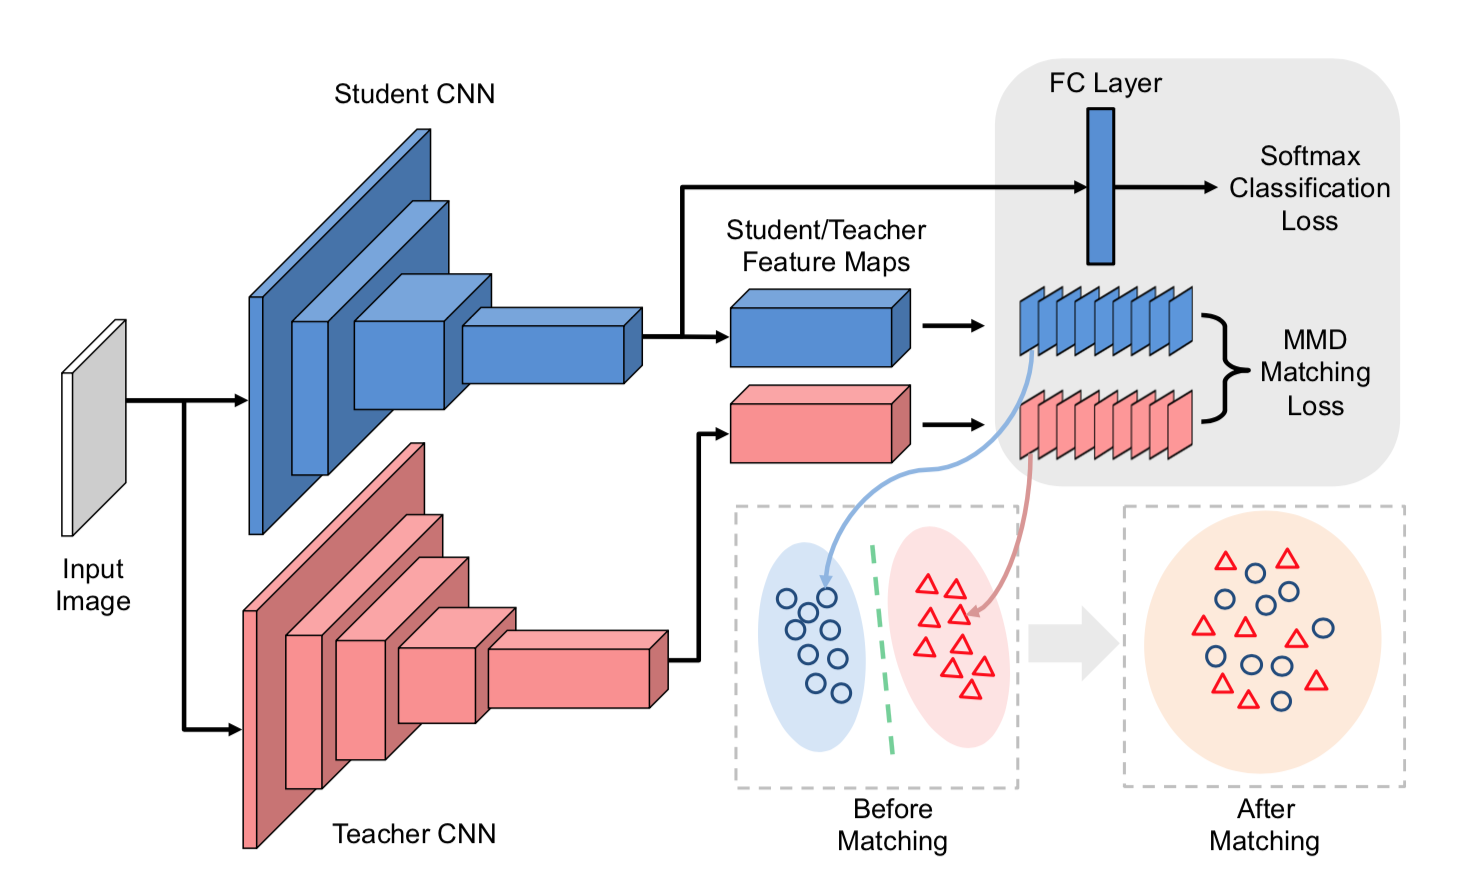 Student CNN
FC Layer
Softmax
Classification
Loss
Student/Teacher
Feature Maps
MMD
Matching
Loss
Input
Image
Teacher CNN
Before
Matching
After
Matching